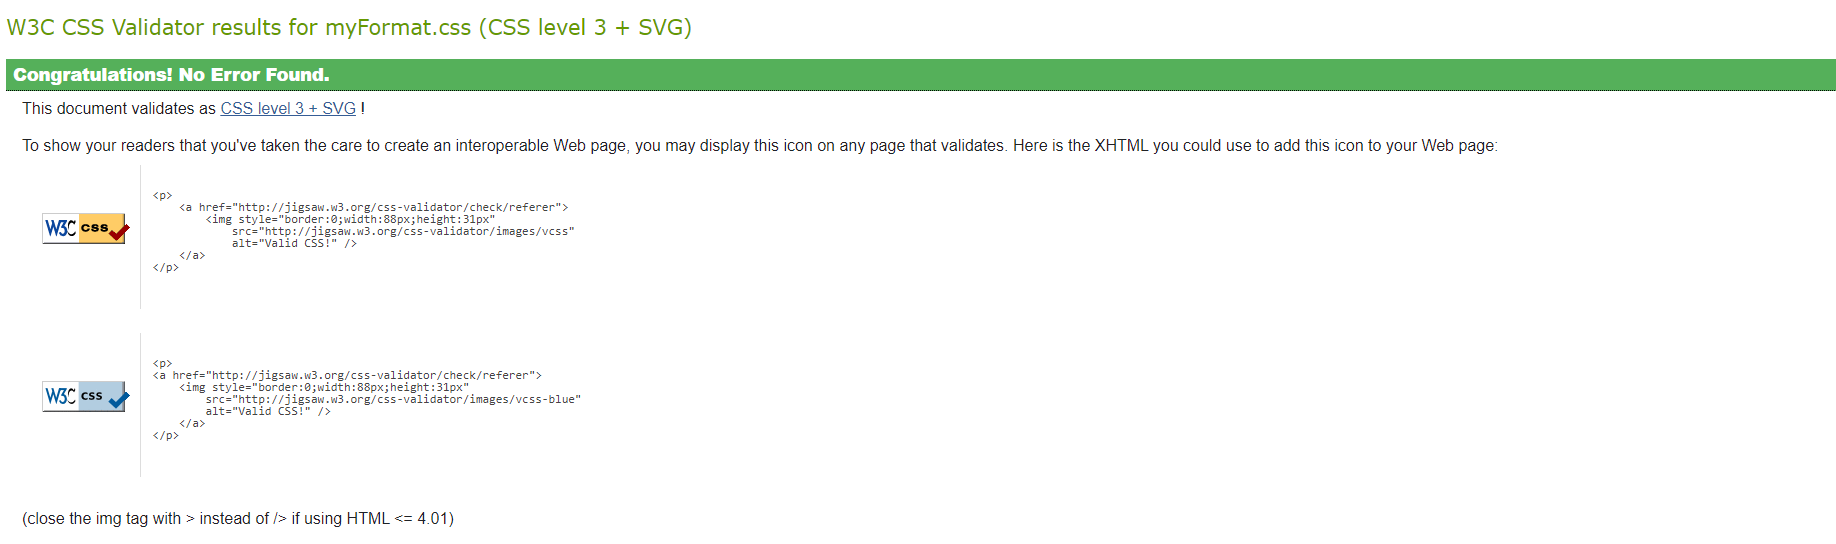 W3C CSS Validator results for myFormat.css (CSS level 3 + SVG)
Congratulations! No Error Found.
This document validates as CSS level 3 + SVG !
To show your readers that you've taken the care to create an interoperable Web page, you may display this icon on any page that validates. Here is the XHTML you could use to add this icon to your Web page:
W3C css
<p>
<a href="http://jigsaw.w3.org/css-validator/check/referer">
<img style="border:0;width:88px;height:31px"
src="http://jigsaw.w3.org/css-validator/images/vcss"
alt="Valid CSS!" />
</a>
</p>
W3C css
<p>
<a href="http://jigsaw.w3.org/css-validator/check/referer">
<img style="border:0;width:88px;height:31px"
src="http://jigsaw.w3.org/css-validator/images/vcss-blue"
alt="Valid CSS!" />
</a>
</p>
(close the img tag with > instead of /> if using HTML <= 4.01)